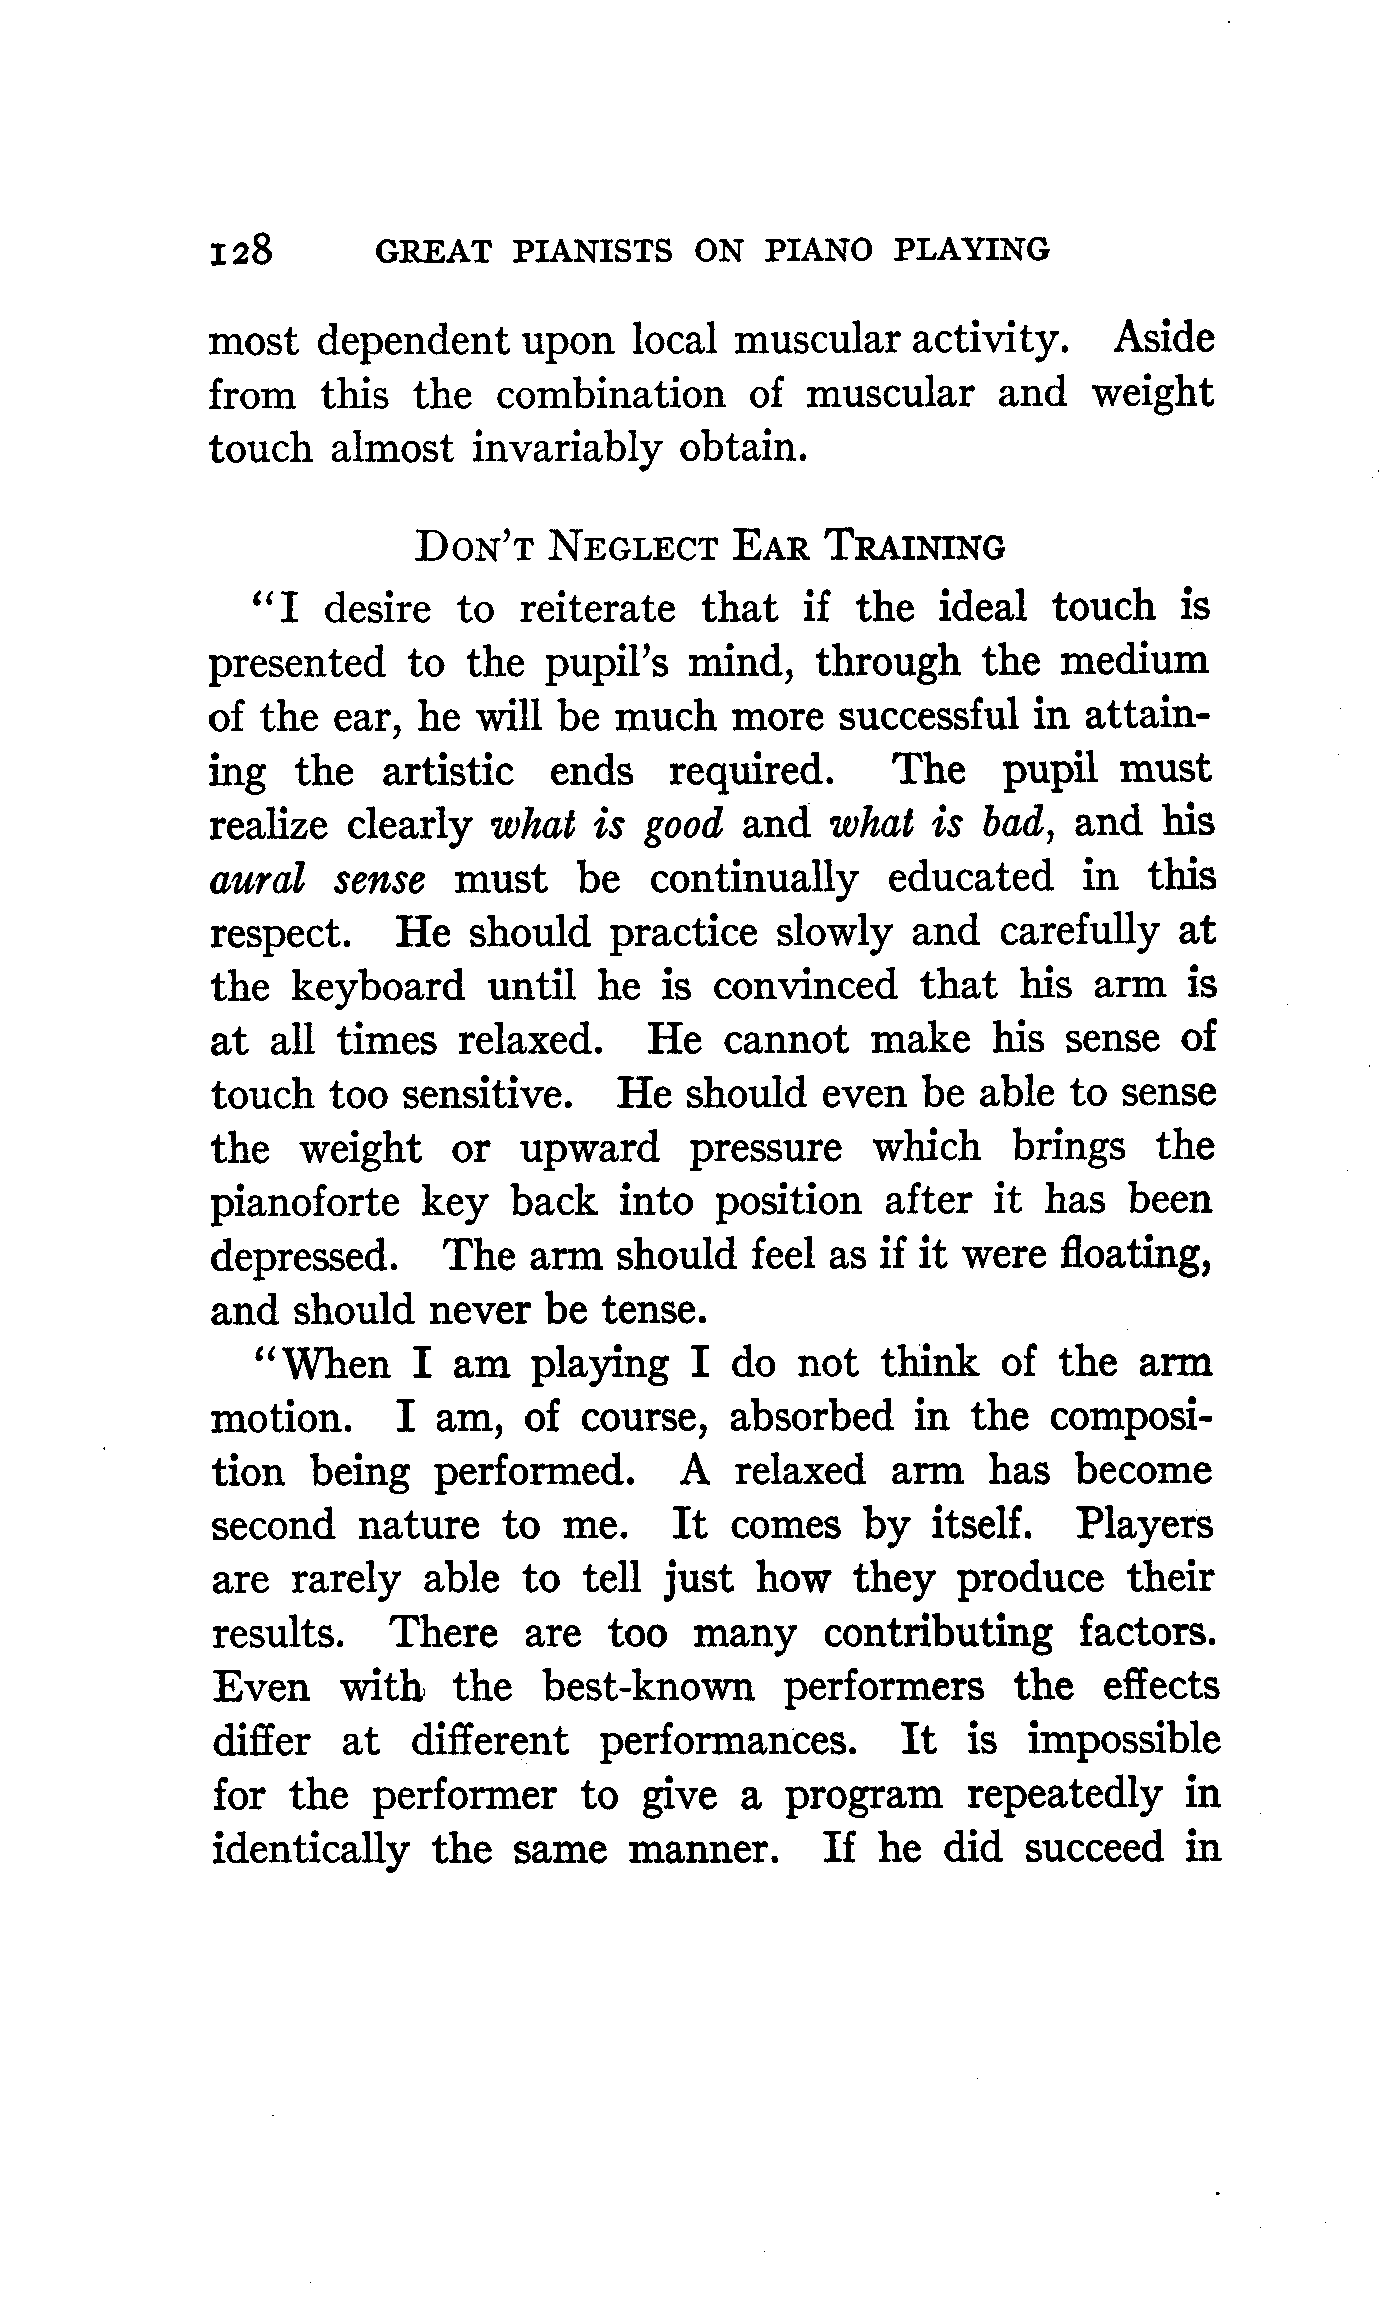 128 GREAT PIANISTS ON PIANO PLAYING
most dependent upon local muscular activity. Aside
from this the combination of muscular and weight
touch almost invariably obtain.
DON'T NEGLECT EAR TRAINING
"I desire to reiterate that if the ideal touch is
presented to the pupil's mind, through the medium
of the ear, he will be much more successful in attain-
ing the artistic ends required. The pupil must
realize clearly what is good and what is bad, and his
aural sense must be continually educated in this
respect. He should practice slowly and carefully at
the keyboard until he is convinced that his arm is
at all times relaxed. He cannot make his sense of
touch too sensitive. He should even be able to sense
the weight or upward pressure which brings the
pianoforte key back into position after it has been
depressed. The arm should feel as if it were floating,
and should never be tense.
"When I am playing I do not think of the arm
motion. I am, of course, absorbed in the composi-
tion being performed. A relaxed arm has become
second nature to me. It comes by itself. Players
are rarely able to tell just how they produce their
results. There are too many contributing factors.
Even with the best-known performers the effects
differ at different performances. It is impossible
for the performer to give a program repeatedly in
identically the same manner. If he did succeed in